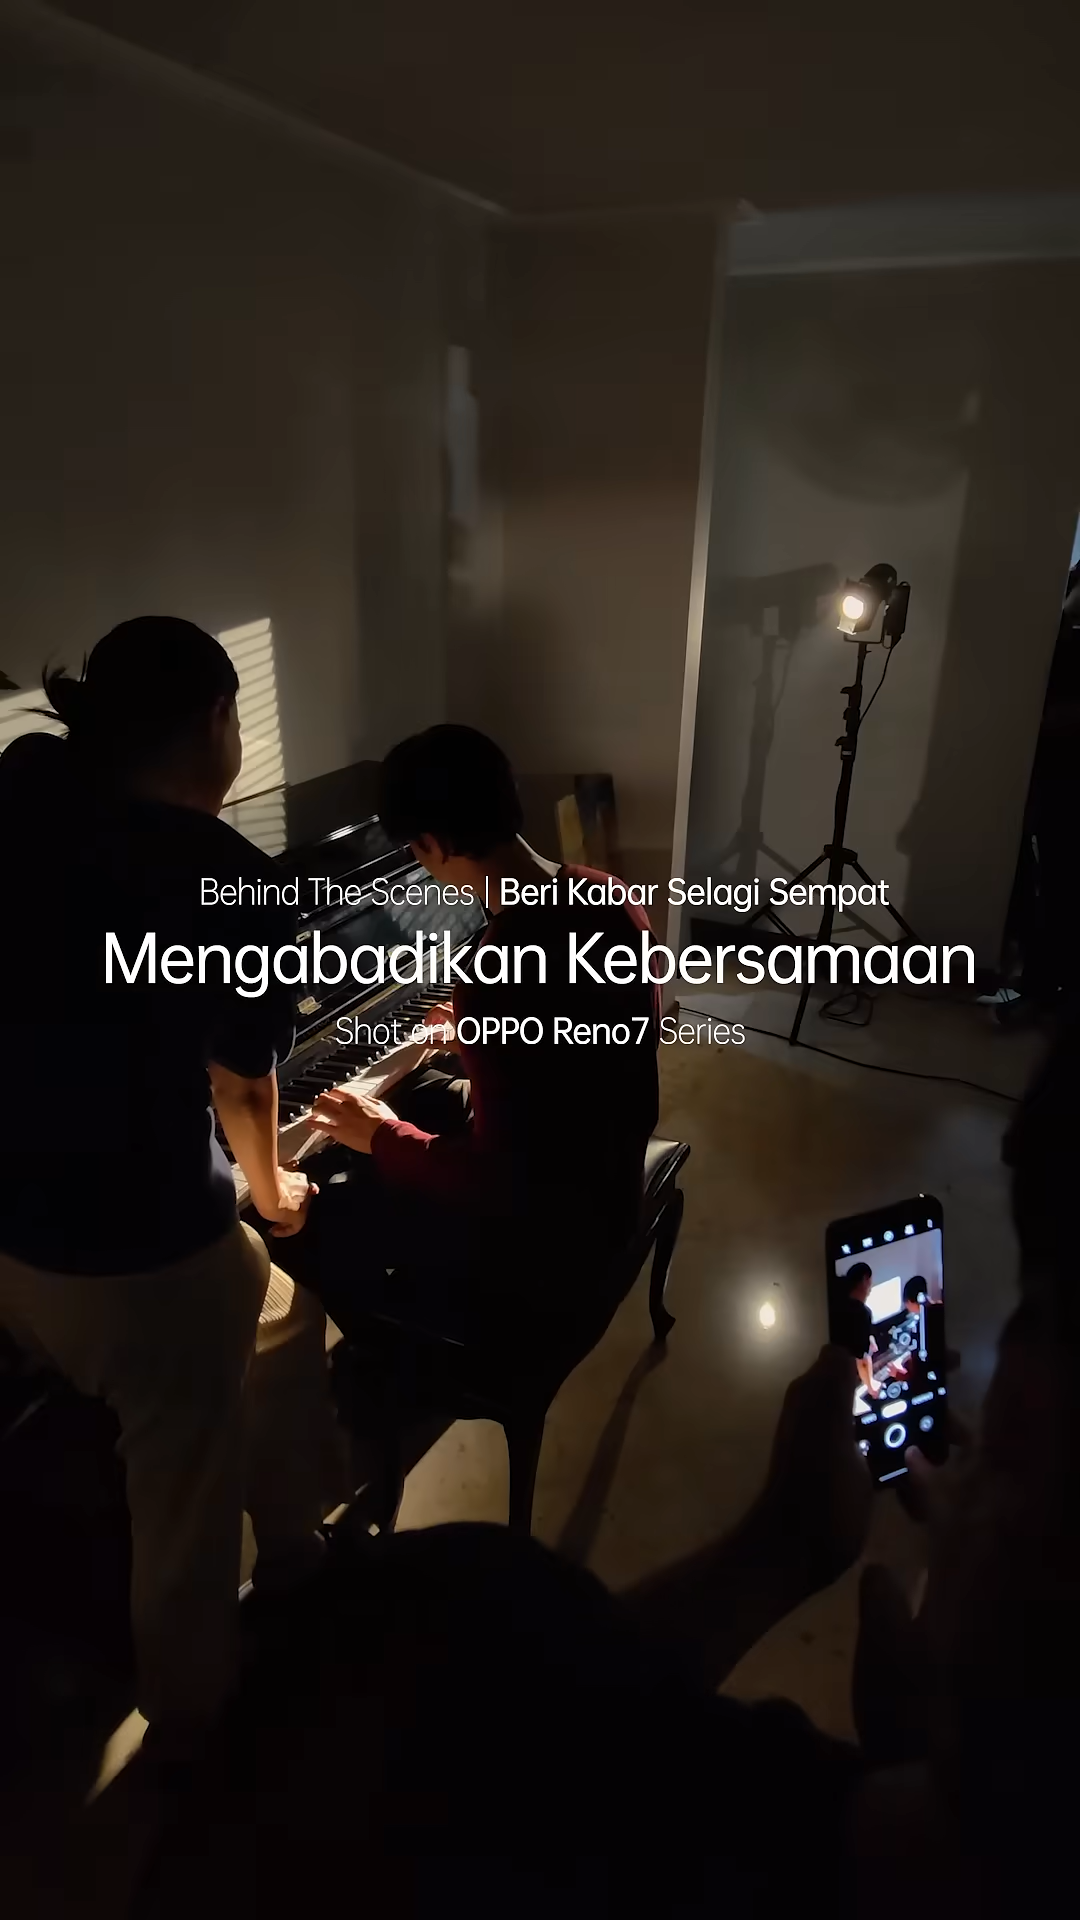 Behind The Scenes | Beri Kabar Selagi Sempat
Mengabadikan Kebersamaan
Shot on OPPO Reno7 Series